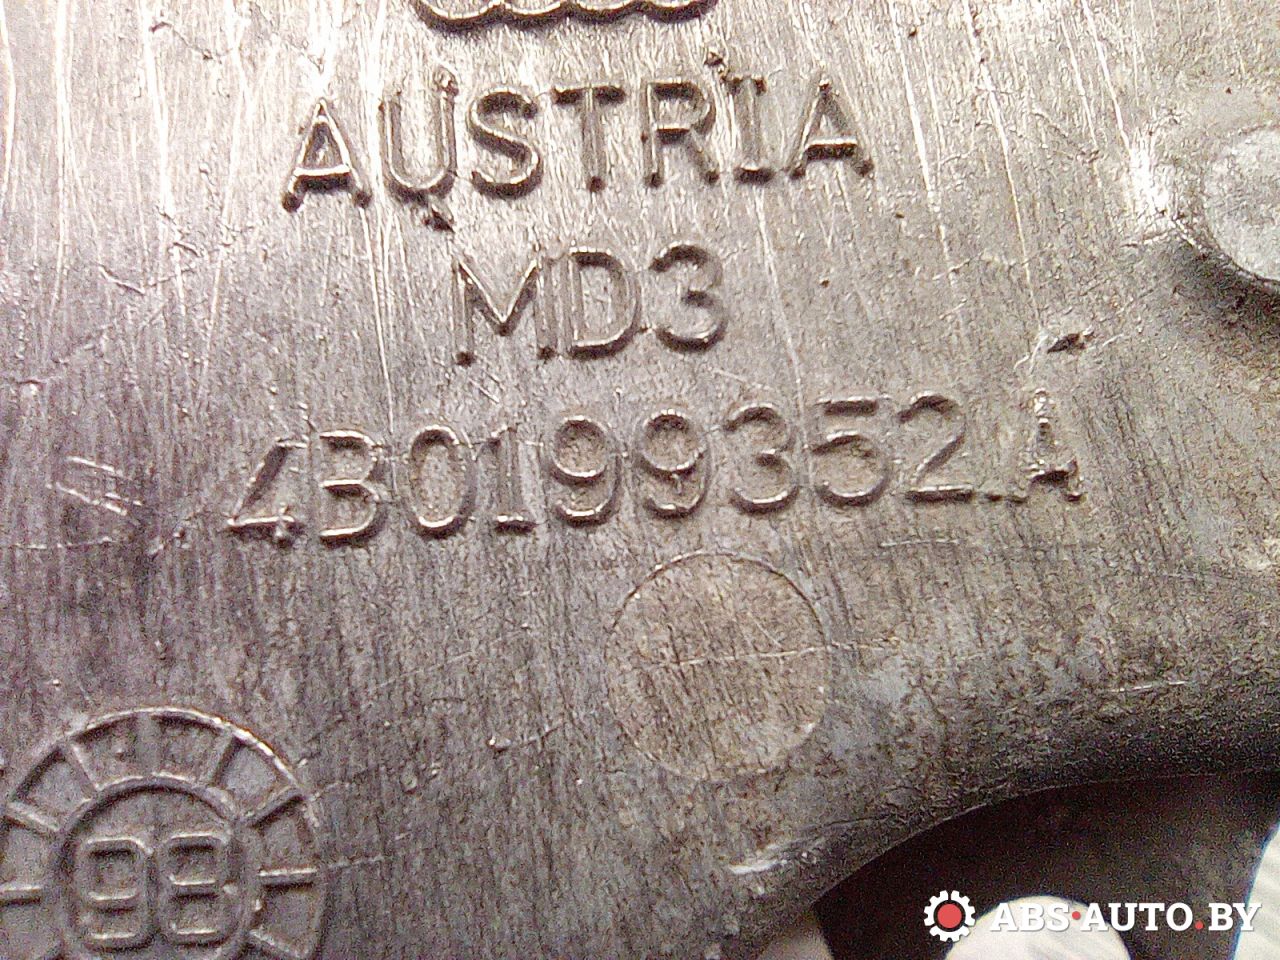 AUSTRIA
MD3
4B0199352.A
98
ABS-AUTO.BY